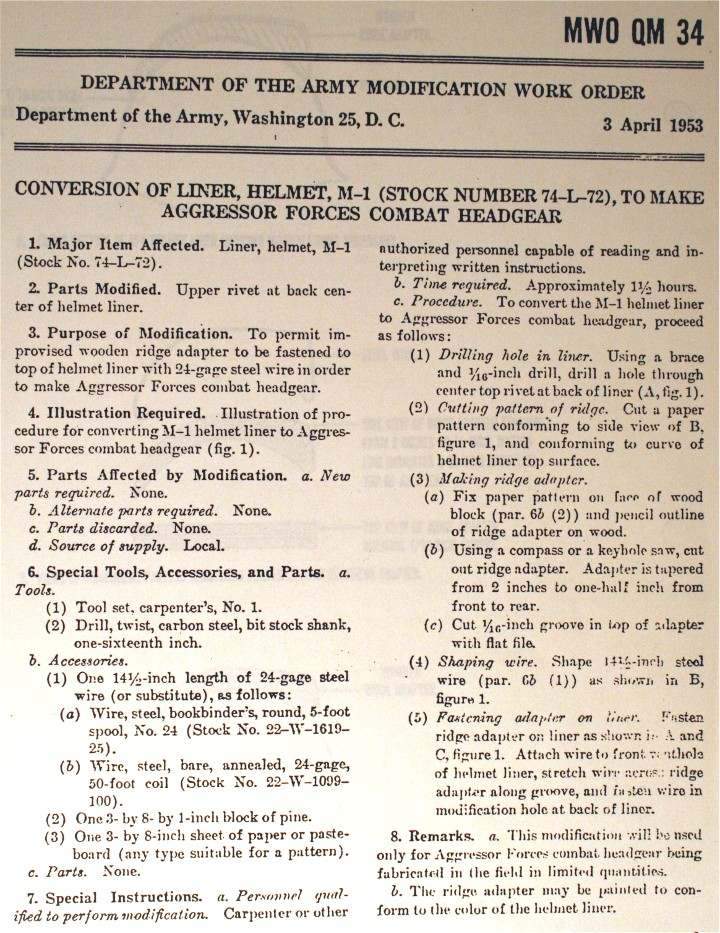 MWO QM 34
DEPARTMENT OF THE ARMY MODIFICATION WORK ORDER
Department of the Army, Washington 25, D. C.
3 April 1953
CONVERSION OF LINER, HELMET, M-1 (STOCK NUMBER 74-L-72), TO MAKE
AGGRESSOR FORCES COMBAT HEADGEAR
1. Major Item Affected. Liner, helmet, M-1
(Stock No. 74-L-72).
2. Parts Modified. Upper rivet at back cen-
ter of helmet liner.
3. Purpose of Modification. To permit im-
provised wooden ridge adapter to be fastened to
top of helmet liner with 24-gage steel wire in order
to make Aggressor Forces combat headgear.
4. Illustration Required. Illustration of pro-
cedure for converting M-1 helmet liner to Aggres-
sor Forces combat headgear (fig. 1).
5. Parts Affected by Modification. a. New
parts required. None.
b. Alternate parts required. None.
c. Parts discarded. None.
d. Source of supply. Local.
6. Special Tools, Accessories, and Parts. a.
Tools.
(1) Tool set, carpenter's, No. 1.
(2) Drill, twist, carbon steel, bit stock shank,
one-sixteenth inch.
b. Accessories.
(1) One 14½-inch length of 24-gage steel
wire (or substitute), as follows:
(a) Wire, steel, bookbinder's, round, 5-foot
spool, No. 24 (Stock No. 22-W-1619-
25).
(b) Wire, steel, bare, annealed, 24-gage,
50-foot coil (Stock No. 22-W-1099-
100).
(2) One 3- by 8- by 1-inch block of pine.
(3) One 3- by 8-inch sheet of paper or paste-
board (any type suitable for a pattern).
c. Parts. None.
7. Special Instructions. a. Personnel qual-
ified to perform modification. Carpenter or other
authorized personnel capable of reading and in-
terpreting written instructions.
b. Time required. Approximately 1½ hours.
c. Procedure. To convert the M-1 helmet liner
to Aggressor Forces combat headgear, proceed
as follows:
(1) Drilling hole in liner. Using a brace
and 1/16-inch drill, drill a hole through
center top rivet at back of liner (A, fig. 1).
(2) Cutting pattern of ridge. Cut a paper
pattern conforming to side view of B,
figure 1, and conforming to curve of
helmet liner top surface.
(3) Making ridge adapter.
(a) Fix paper pattern on face of wood
block (par. 6b (2)) and pencil outline
of ridge adapter on wood.
(b) Using a compass or a keyhole saw, cut
out ridge adapter. Adapter is tapered
from 2 inches to one-half inch from
front to rear.
(c) Cut 1/16-inch groove in top of adapter
with flat file.
(4) Shaping wire. Shape 14½-inch steel
wire (par. 6b (1)) as shown in B,
figure 1.
(5) Fastening adapter on liner. Fasten
ridge adapter on liner as shown in A and
C, figure 1. Attach wire to front venthole
of helmet liner, stretch wire across ridge
adapter along groove, and fasten wire in
modification hole at back of liner.
8. Remarks. a. This modification will be used
only for Aggressor Forces combat headgear being
fabricated in the field in limited quantities.
b. The ridge adapter may be painted to con-
form to the color of the helmet liner.